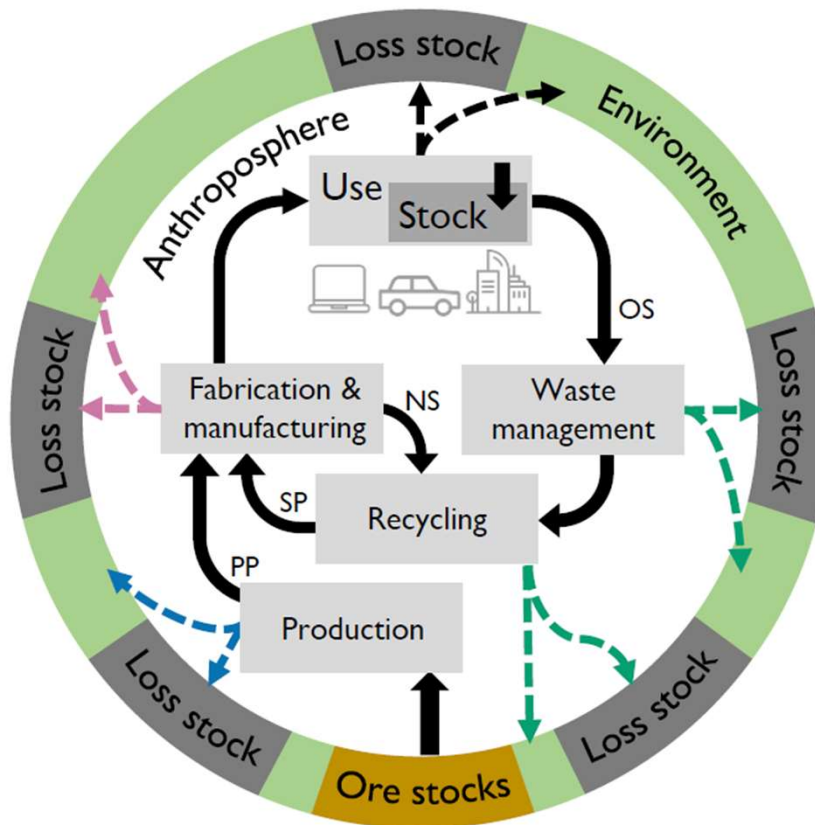 Loss stock
Environment
Anthroposphere
Use
Stock
OS
Loss stock
Fabrication &
manufacturing
NS
Waste
management
Loss stock
SP
Recycling
PP
Production
Loss stock
Loss stock
Ore stocks